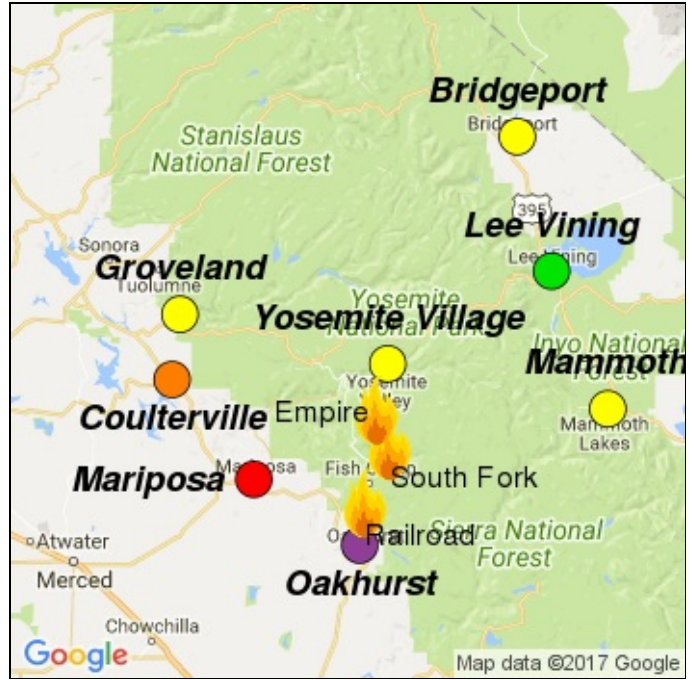 Bridgeport
Bridgeport
Stanislaus
National Forest
395
Lee Vining
Lee Vining
Sonora
Groveland
Tuolumne
Yosemite
National Park
Yosemite Village
Inyo National
Forest
Mammoth
Yosemite
Valley
Empire
Coulterville
Mammoth
Lakes
Mariposa
Mariposa
Fish Camp
South Fork
Railroad
Oakhurst
Sierra National
Forest
Atwater
Merced
Oakhurst
Chowchilla
Google
Map data ©2017 Google